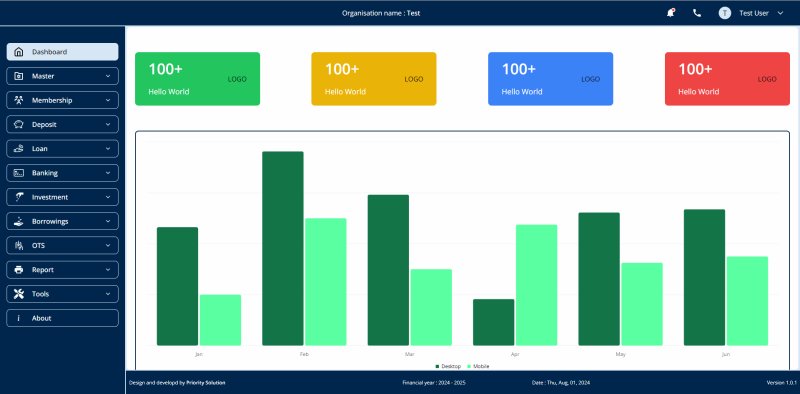 Organisation name : Test
T
Test User
Dashboard
Master
Membership
Deposit
Loan
Banking
Investment
Borrowings
OTS
Report
Tools
i About
100+
LOGO
Hello World
100+
LOGO
Hello World
100+
LOGO
Hello World
100+
LOGO
Hello World
Jan Feb Mar Apr May Jun
Desktop Mobile
Design and developd by Priority Solution
Financial year : 2024 - 2025
Date : Thu, Aug, 01, 2024
Version 1.0.1